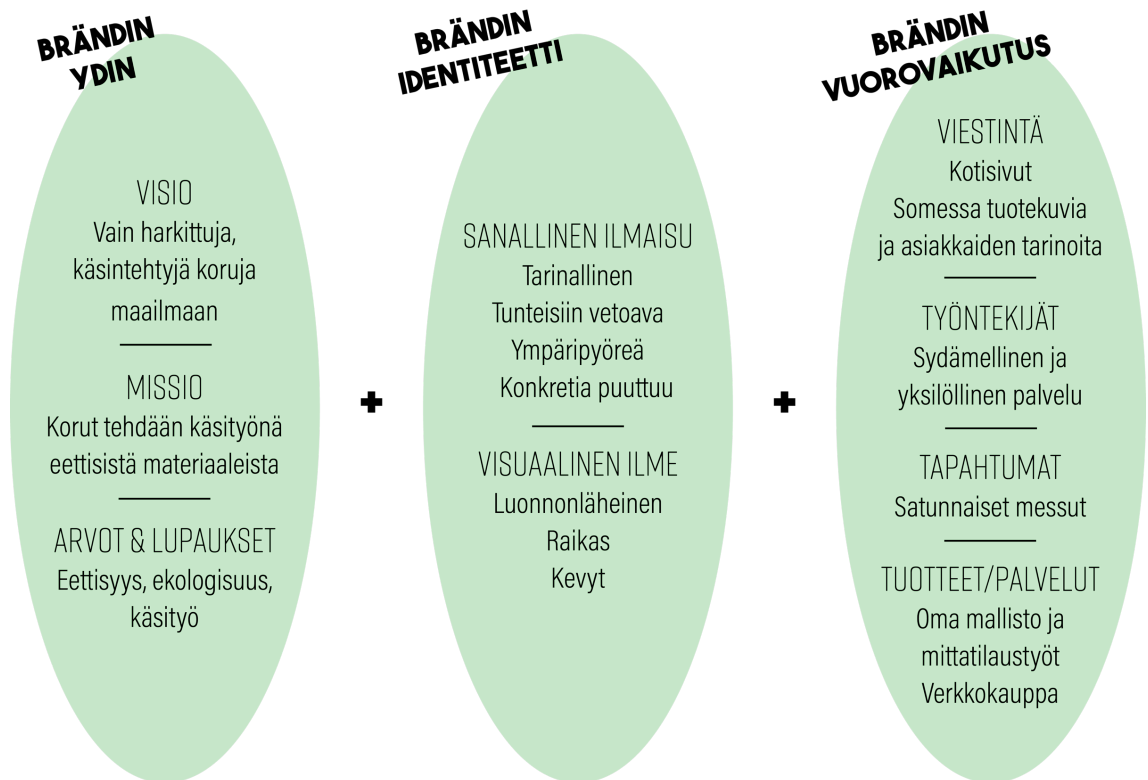 BRÄNDIN
YDIN
VISIO
Vain harkittuja,
käsintehtyjä koruja
maailmaan
MISSIO
Korut tehdään käsityönä
eettisistä materiaaleista
ARVOT & LUPAUKSET
Eettisyys, ekologisuus,
käsityö
+
BRÄNDIN
IDENTITEETTI
SANALLINEN ILMAISU
Tarinallinen
Tunteisiin vetoava
Ympäripyöreä
Konkretia puuttuu
VISUAALINEN ILME
Luonnonläheinen
Raikas
Kevyt
+
BRÄNDIN
VUOROVAIKUTUS
VIESTINTÄ
Kotisivut
Somessa tuotekuvia
ja asiakkaiden tarinoita
TYÖNTEKIJÄT
Sydämellinen ja
yksilöllinen palvelu
TAPAHTUMAT
Satunnaiset messut
TUOTTEET/PALVELUT
Oma mallisto ja
mittatilaustyöt
Verkkokauppa